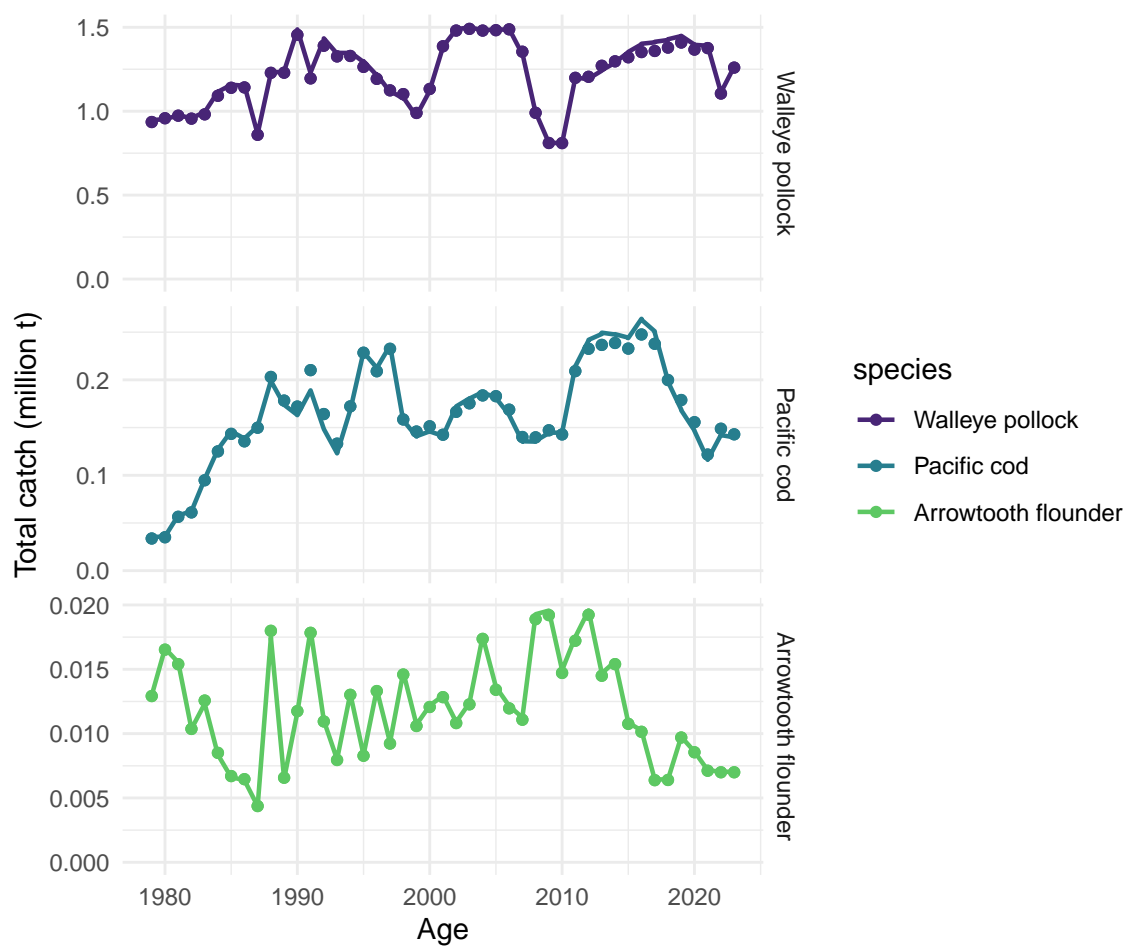 1.5
1.0
0.5
0.0
Walleye pollock
0.2
0.1
0.0
Pacific cod
0.020
0.015
0.010
0.005
0.000
Arrowtooth flounder
1980 1990 2000 2010 2020
Age
Total catch (million t)
species
Walleye pollock
Pacific cod
Arrowtooth flounder